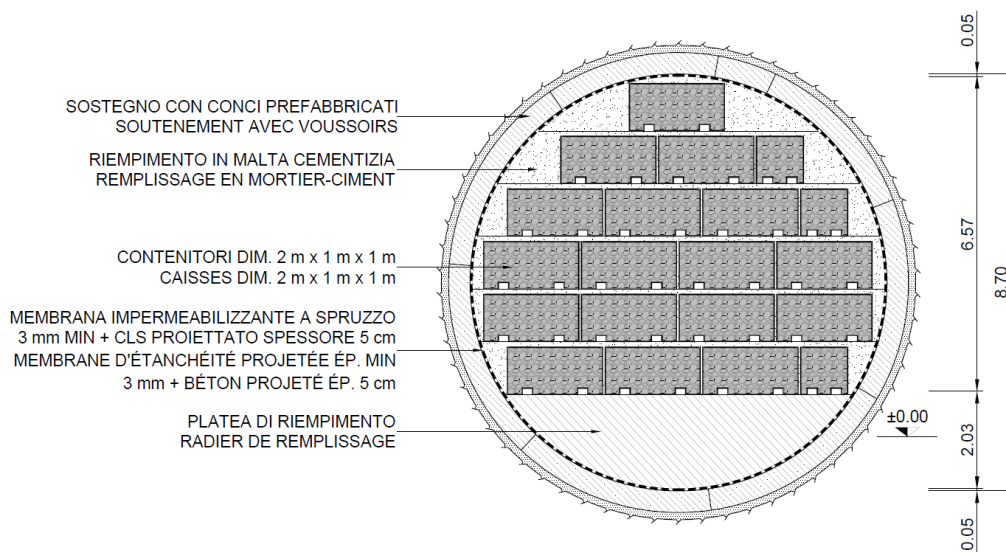 SOSTEGNO CON CONCI PREFABBRICATI
SOUTENEMENT AVEC VOUSSOIRS
RIEMPIMENTO IN MALTA CEMENTIZIA
REMPLISSAGE EN MORTIER-CIMENT
CONTENITORI DIM. 2 m x 1 m x 1 m
CAISSES DIM. 2 m x 1 m x 1 m
MEMBRANA IMPERMEABILIZZANTE A SPRUZZO
3 mm MIN + CLS PROIETTATO SPESSORE 5 cm
MEMBRANE D'ÉTANCHÉITÉ PROJETÉE ÉP. MIN
3 mm + BÉTON PROJETÉ ÉP. 5 cm
PLATEA DI RIEMPIMENTO
RADIER DE REMPLISSAGE
0.05
6.57
8.70
±0.00
2.03
0.05